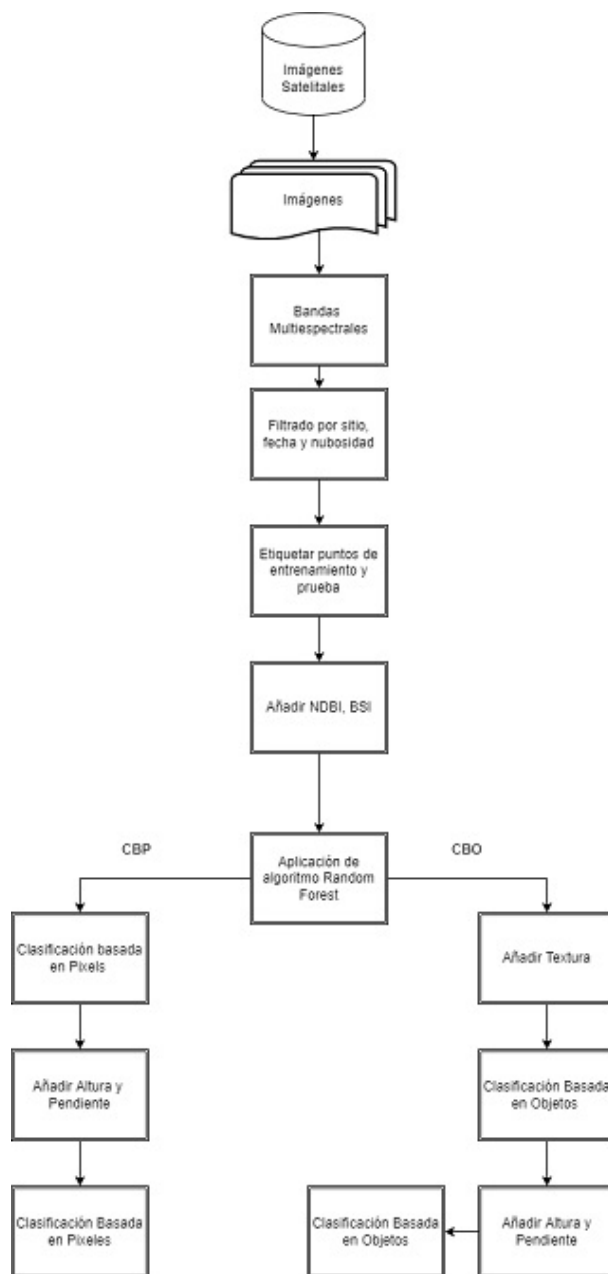 Imágenes
Satelitales
Imágenes
Bandas
Multiespectrales
Filtrado por sitio,
fecha y nubosidad
Etiquetar puntos de
entrenamiento y
prueba
Añadir NDBI, BSI
CBP
Aplicación de
algoritmo Random
Forest
CBO
Clasificación basada
en Pixels
Añadir Textura
Añadir Altura y
Pendiente
Clasificación Basada
en Objetos
Clasificación Basada
en Pixeles
Clasificación Basada
en Objetos
Añadir Altura y
Pendiente